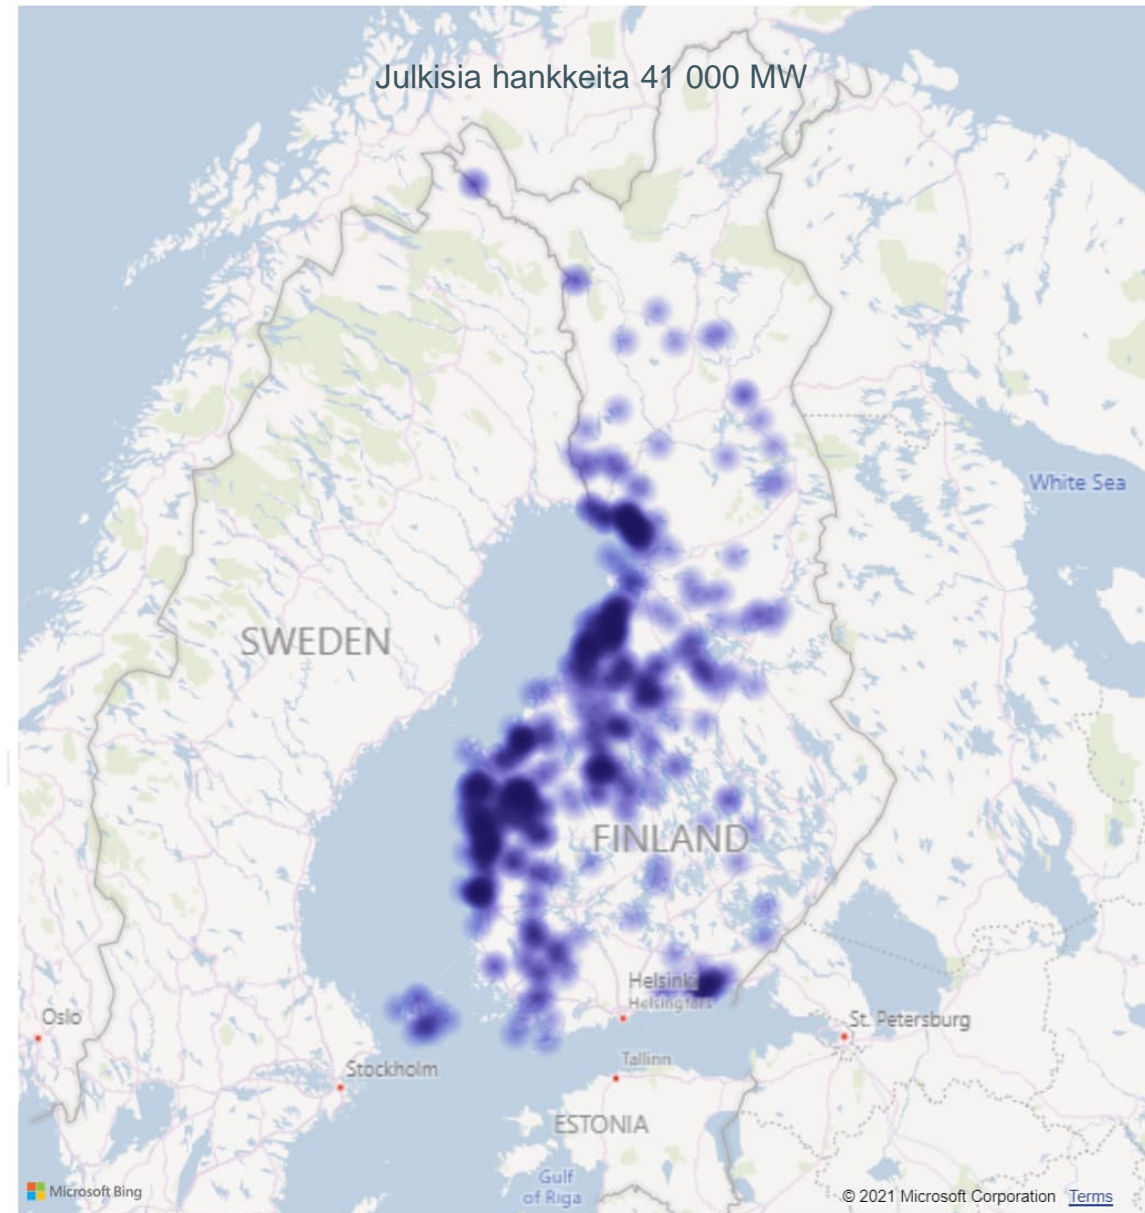 Julkisia hankkeita 41 000 MW
White Sea
SWEDEN
FINLAND
Helsinki
Helsingfors
Oslo
St. Petersburg
Stockholm
Tallinn
ESTONIA
Gulf
of Riga
Microsoft Bing
© 2021 Microsoft Corporation Terms